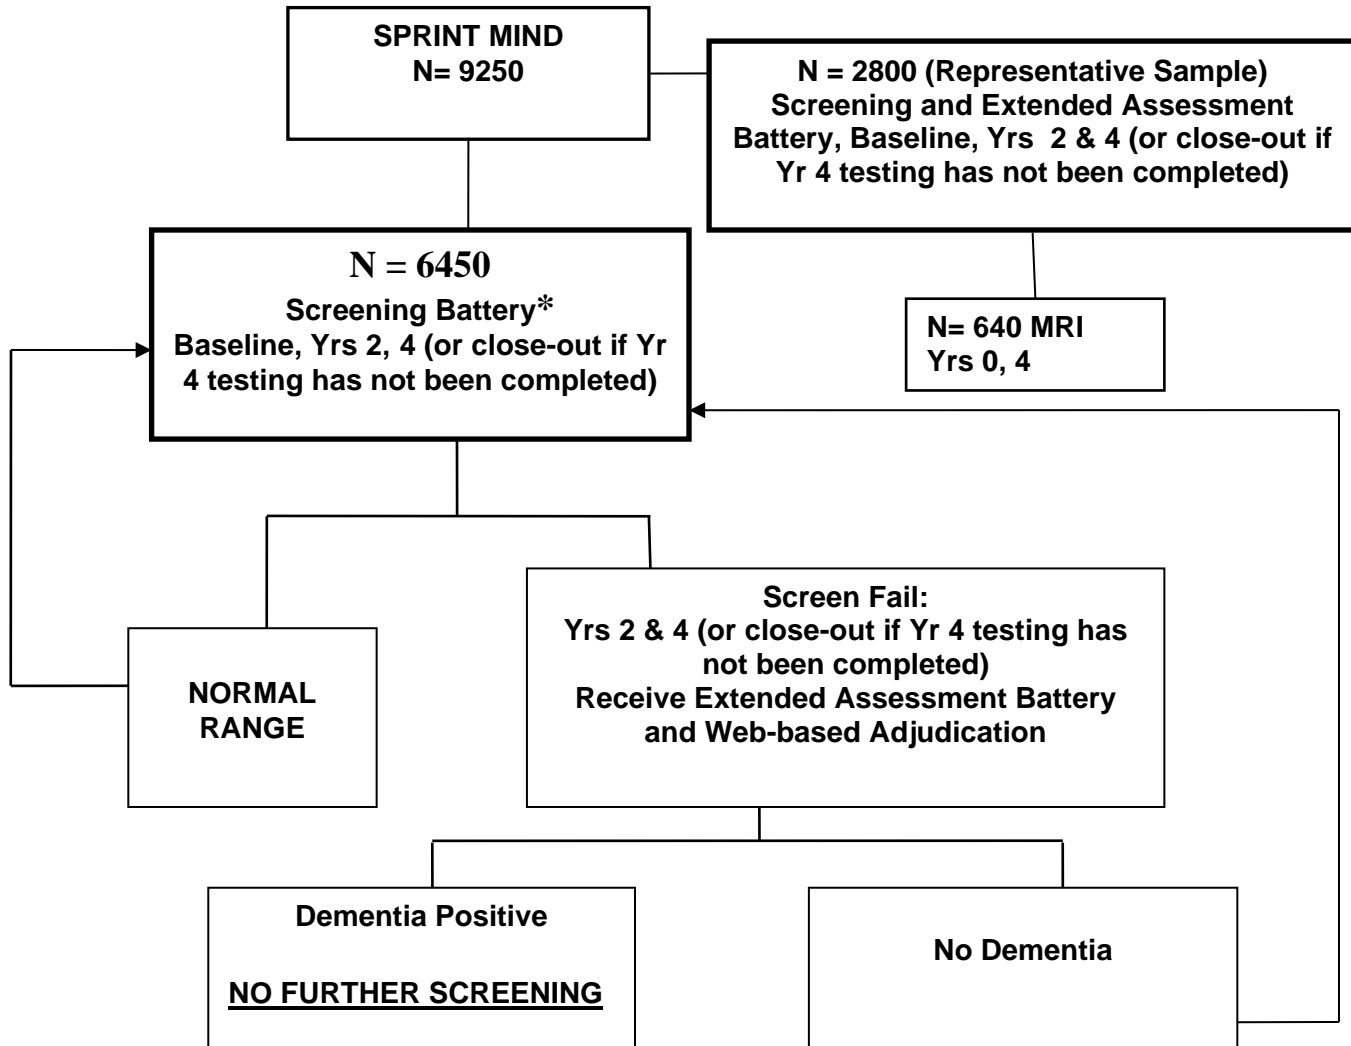 SPRINT MIND
N= 9250
N = 2800 (Representative Sample)
Screening and Extended Assessment
Battery, Baseline, Yrs 2 & 4 (or close-out if
Yr 4 testing has not been completed)
N = 6450
Screening Battery*
Baseline, Yrs 2, 4 (or close-out if Yr
4 testing has not been completed)
N= 640 MRI
Yrs 0, 4
Screen Fail:
Yrs 2 & 4 (or close-out if Yr 4 testing has
not been completed)
Receive Extended Assessment Battery
and Web-based Adjudication
NORMAL
RANGE
Dementia Positive
NO FURTHER SCREENING
No Dementia